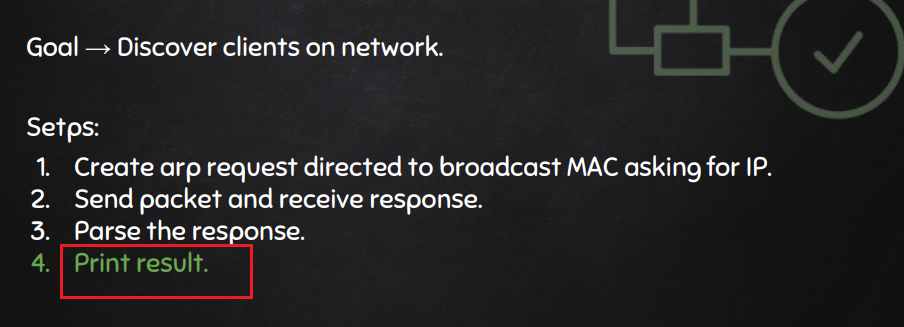 Goal → Discover clients on network.
Setps:
1. Create arp request directed to broadcast MAC asking for IP.
2. Send packet and receive response.
3. Parse the response.
4. Print result.